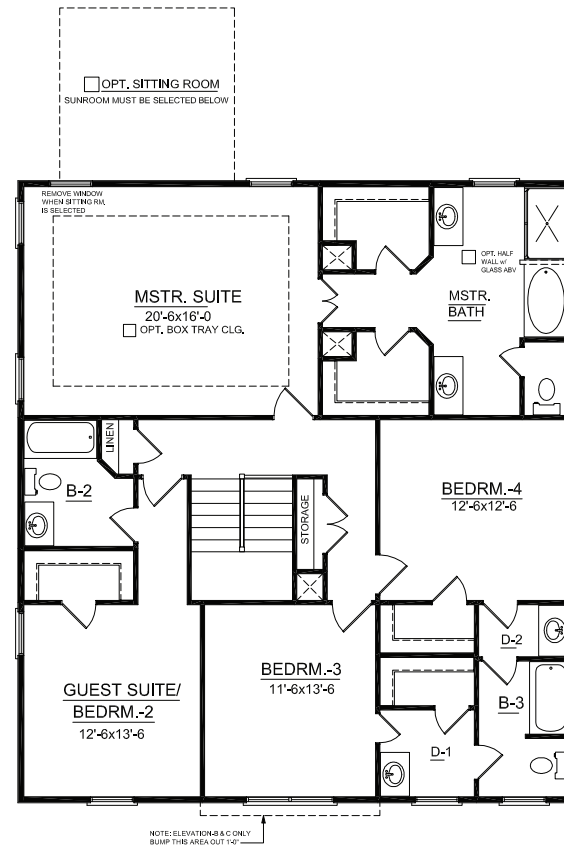 OPT. SITTING ROOM
SUNROOM MUST BE SELECTED BELOW
REMOVE WINDOW
WHEN SITTING RM.
IS SELECTED
MSTR. SUITE
20'-6x16'-0
OPT. BOX TRAY CLG.
OPT. HALF
WALL w/
GLASS ABV
MSTR.
BATH
LINEN
B-2
STORAGE
BEDRM.-4
12'-6x12'-6
D-2
BEDRM.-3
11'-6x13'-6
GUEST SUITE/
BEDRM.-2
12'-6x13'-6
B-3
D-1
NOTE: ELEVATION-B & C ONLY
BUMP THIS AREA OUT 1'-0"